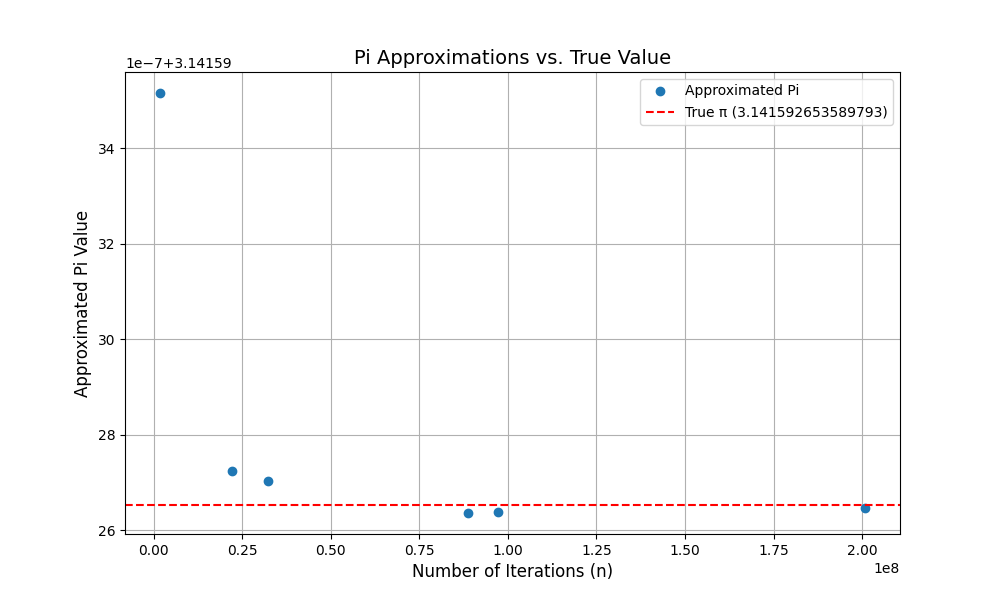 Pi Approximations vs. True Value
1e−7+3.14159
Approximated Pi
True π (3.141592653589793)
34
32
30
28
26
Approximated Pi Value
0.00 0.25 0.50 0.75 1.00 1.25 1.50 1.75 2.00
1e8
Number of Iterations (n)